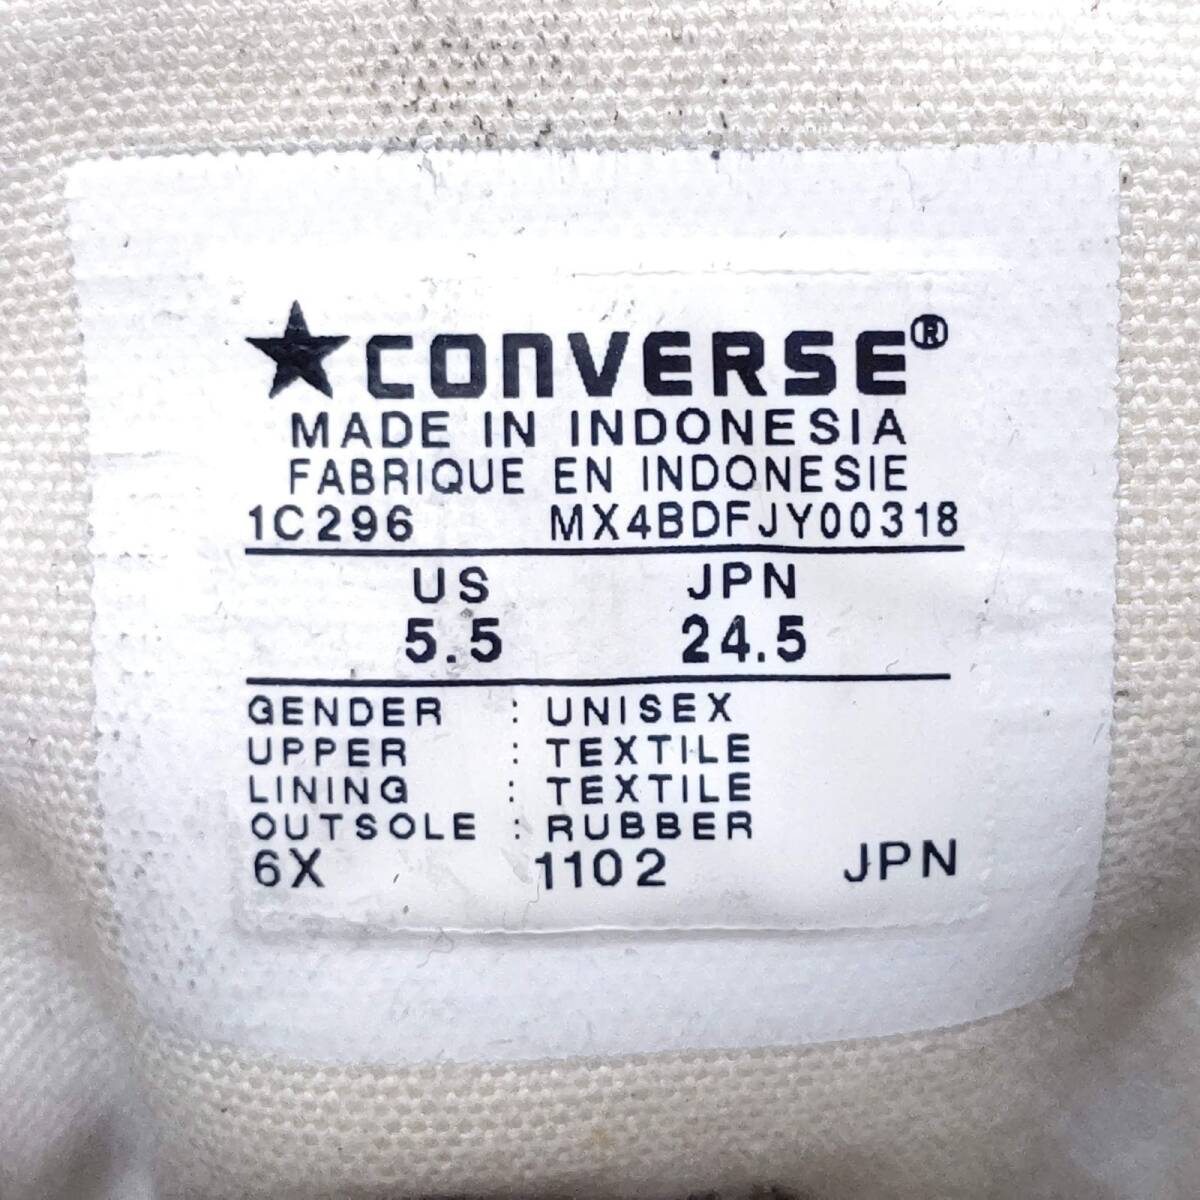 ★CONVERSE®
MADE IN INDONESIA
FABRIQUE EN INDONESIE
1C296 MX4BDFJY00318
US JPN
5.5 24.5
GENDER : UNISEX
UPPER : TEXTILE
LINING : TEXTILE
OUTSOLE : RUBBER
6X 1102 JPN